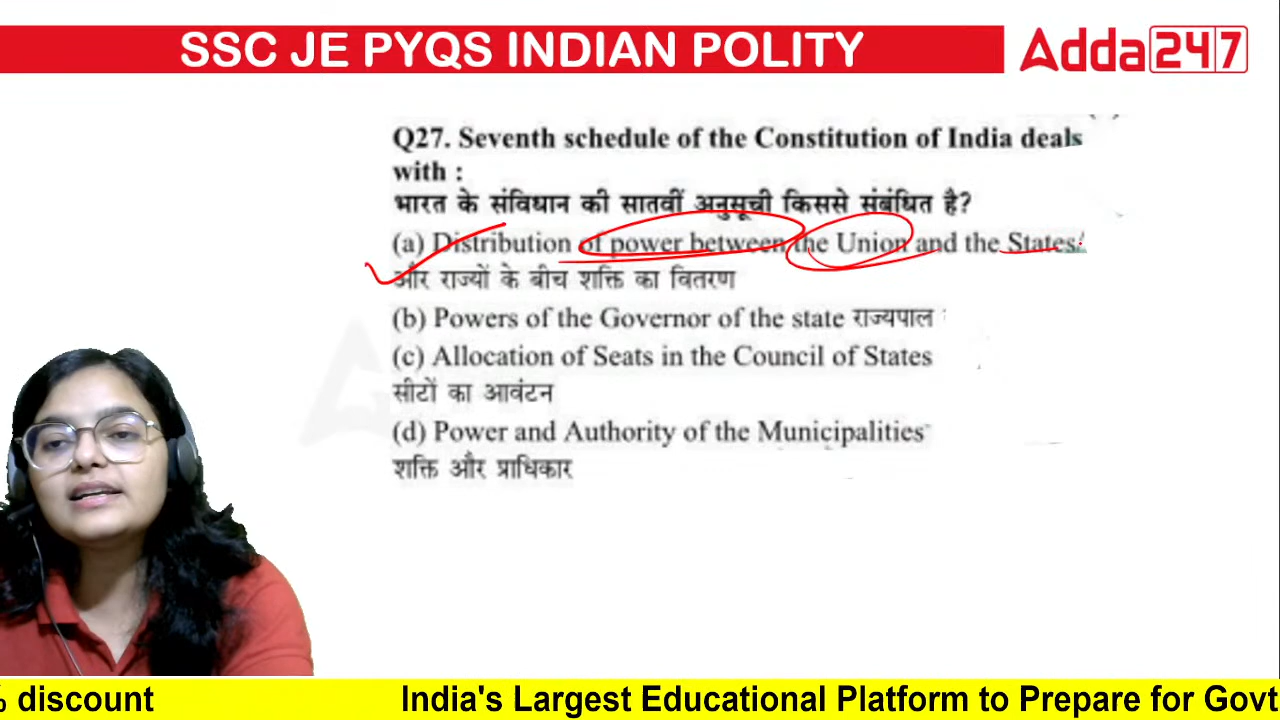 SSC JE PYQS INDIAN POLITY
Adda247
Q27. Seventh schedule of the Constitution of India deals
with :
भारत के संविधान की सातवीं अनुसूची किससे संबंधित है?
(a) Distribution of power between the Union and the States/
और राज्यों के बीच शक्ति का वितरण
(b) Powers of the Governor of the state राज्यपाल
(c) Allocation of Seats in the Council of States
सीटों का आवंटन
(d) Power and Authority of the Municipalities
शक्ति और प्राधिकार
% discount India's Largest Educational Platform to Prepare for Govt